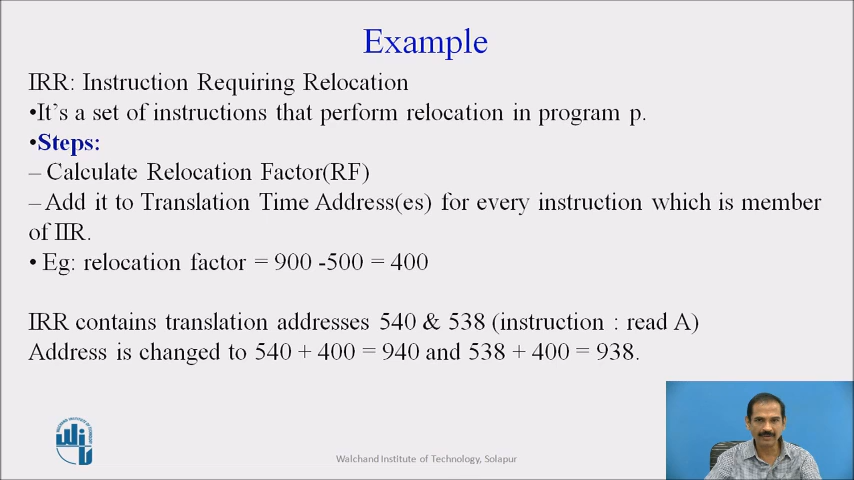 Example
IRR: Instruction Requiring Relocation
•It's a set of instructions that perform relocation in program p.
•Steps:
– Calculate Relocation Factor(RF)
– Add it to Translation Time Address(es) for every instruction which is member
of IIR.
• Eg: relocation factor = 900 -500 = 400
IRR contains translation addresses 540 & 538 (instruction : read A)
Address is changed to 540 + 400 = 940 and 538 + 400 = 938.
Walchand Institute of Technology, Solapur